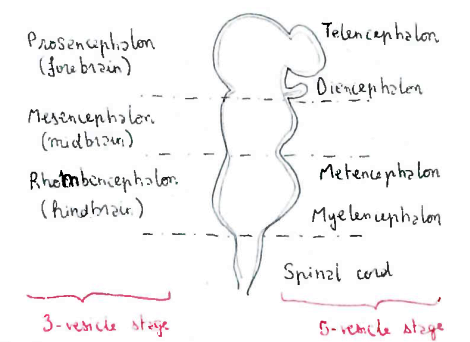 Prosencephalon
(forebrain)
Mesencephalon
(midbrain)
Rhombencephalon
(hindbrain)
3-vesicle stage
Telencephalon
Diencephalon
Metencephalon
Myelencephalon
Spinal cord
5-vesicle stage